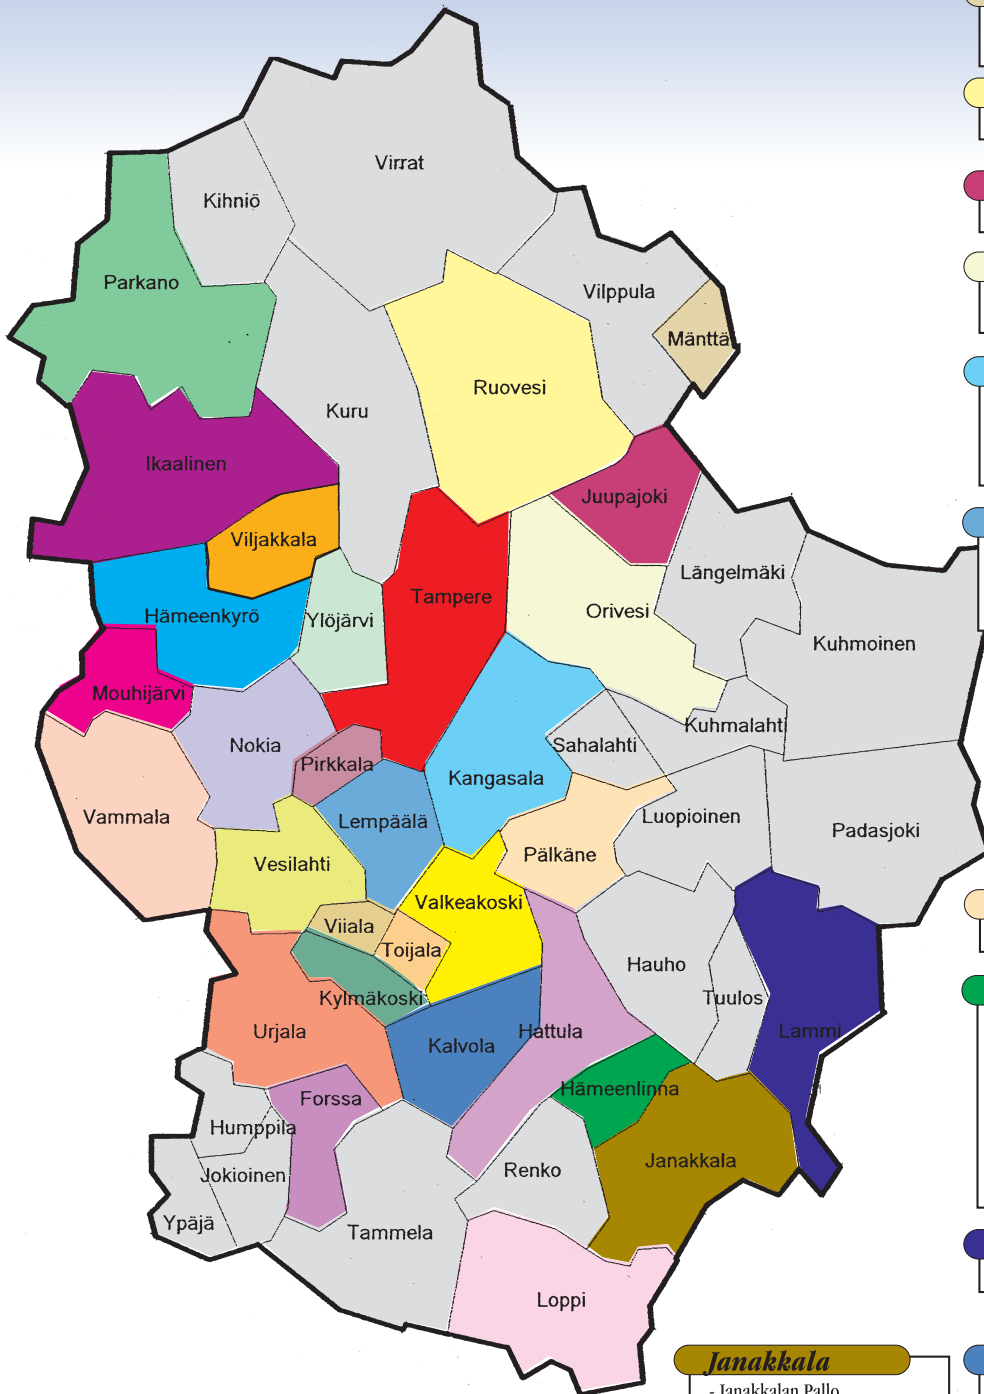 Virrat
Kihniö
Parkano
Vilppula
Mänttä
Ruovesi
Kuru
Ikaalinen
Juupajoki
Viljakkala
Längelmäki
Tampere
Orivesi
Hämeenkyrö
Ylöjärvi
Kuhmoinen
Mouhijärvi
Kuhmalahti
Nokia
Sahalahti
Pirkkala
Kangasala
Vammala
Lempäälä
Luopioinen
Padasjoki
Vesilahti
Pälkäne
Valkeakoski
Viiala
Toijala
Hauho
Kylmäkoski
Tuulos
Urjala
Hattula
Lammi
Kalvola
Hämeenlinna
Forssa
Humppila
Janakkala
Renko
Jokioinen
Ypäjä
Tammela
Loppi
Janakkala
- Janakkalan Pallo